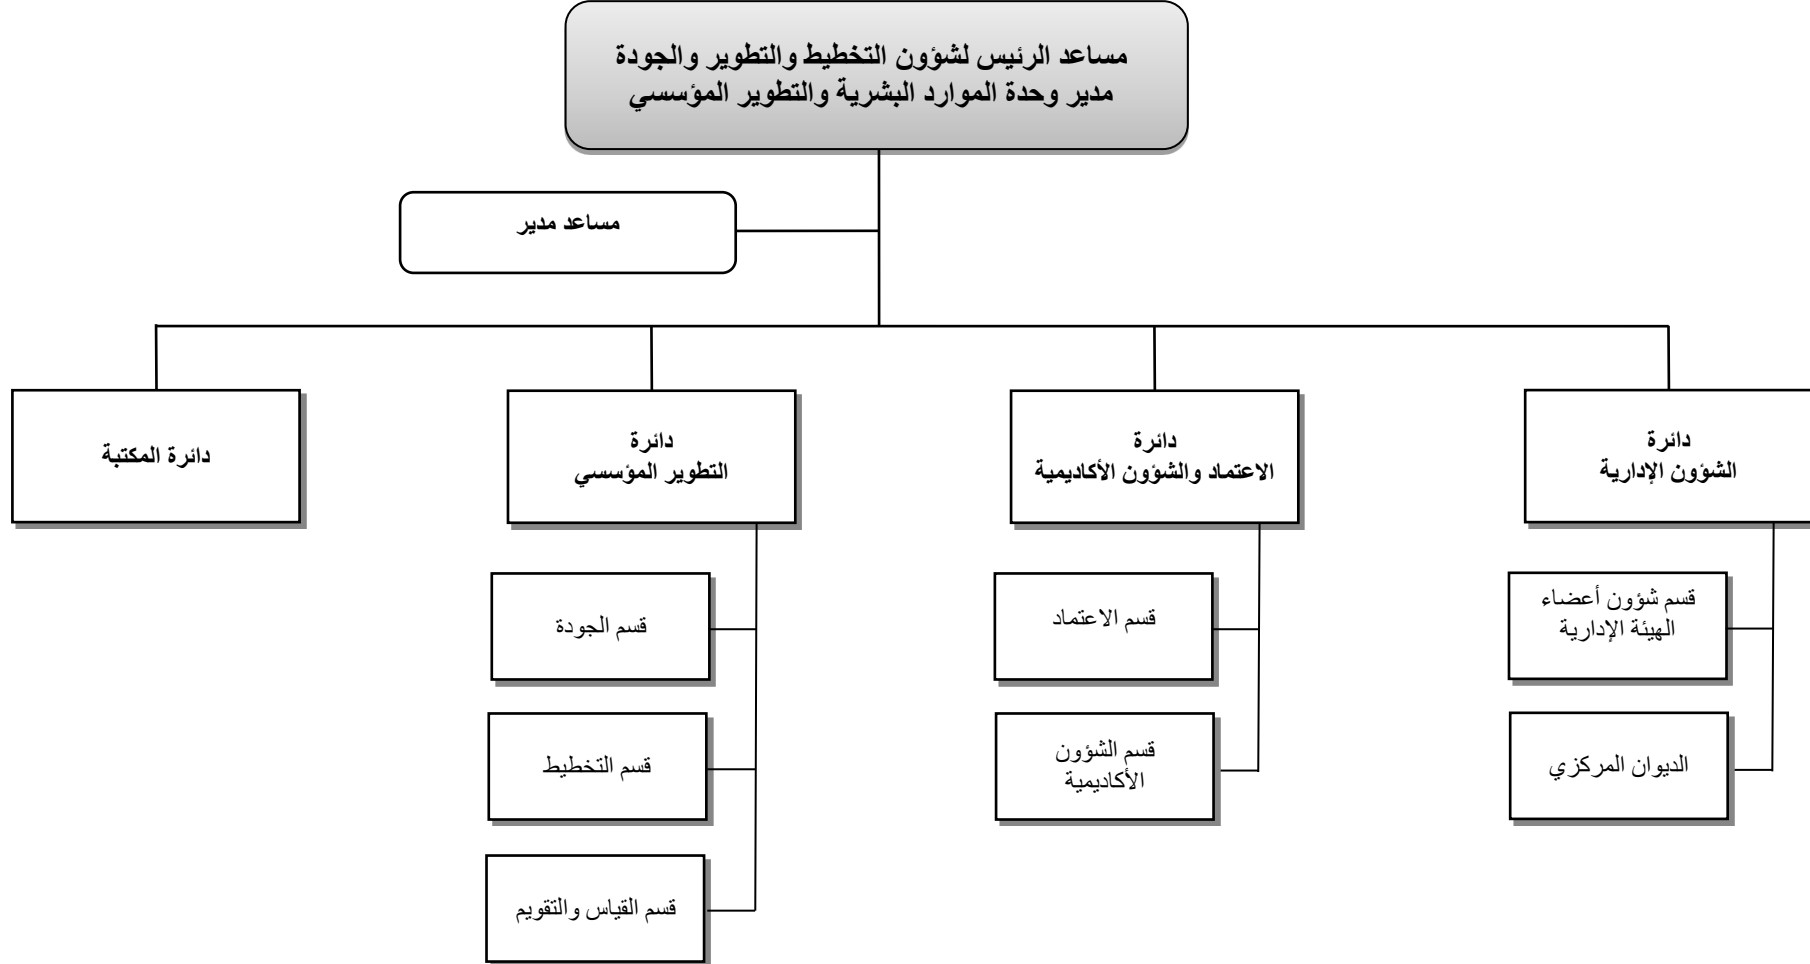 مساعد الرئيس لشؤون التخطيط والتطوير والجودة
مدير وحدة الموارد البشرية والتطوير المؤسسي
مساعد مدير
دائرة
الشؤون الإدارية
دائرة
الاعتماد والشؤون الأكاديمية
دائرة
التطوير المؤسسي
دائرة المكتبة
قسم شؤون أعضاء
الهيئة الإدارية
قسم الاعتماد
قسم الجودة
الديوان المركزي
قسم الشؤون
الأكاديمية
قسم التخطيط
قسم القياس والتقويم